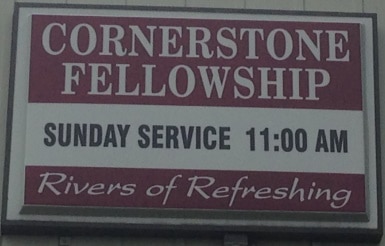 CORNERSTONE
FELLOWSHIP
SUNDAY SERVICE 11:00 AM
Rivers of Refreshing